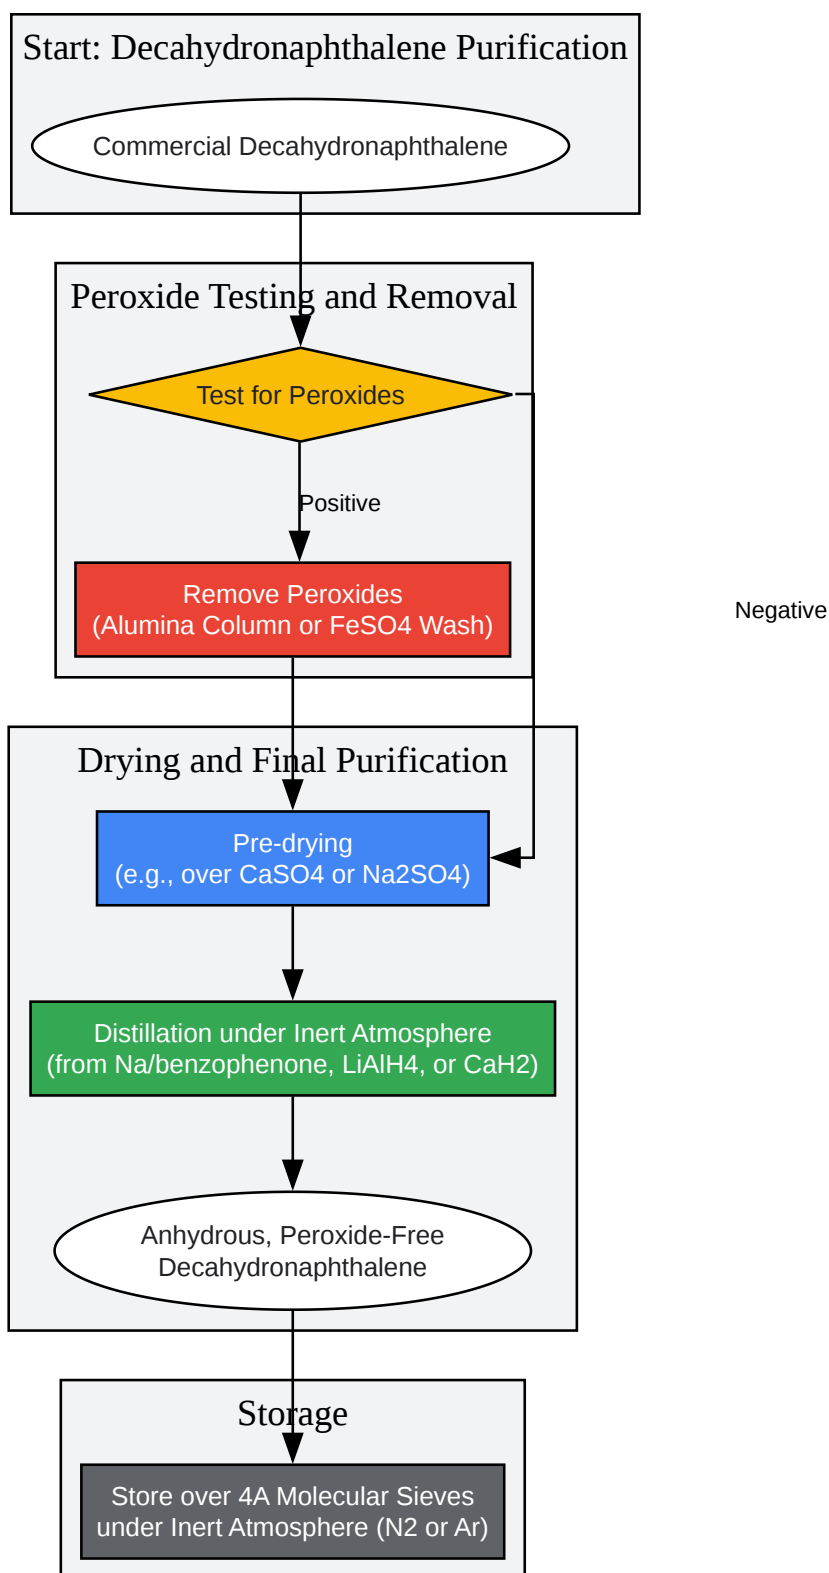 Start: Decahydronaphthalene Purification
Commercial Decahydronaphthalene
Peroxide Testing and Removal
Test for Peroxides
Positive
Remove Peroxides
(Alumina Column or FeSO4 Wash)
Negative
Drying and Final Purification
Pre-drying
(e.g., over CaSO4 or Na2SO4)
Distillation under Inert Atmosphere
(from Na/benzophenone, LiAlH4, or CaH2)
Anhydrous, Peroxide-Free
Decahydronaphthalene
Storage
Store over 4A Molecular Sieves
under Inert Atmosphere (N2 or Ar)